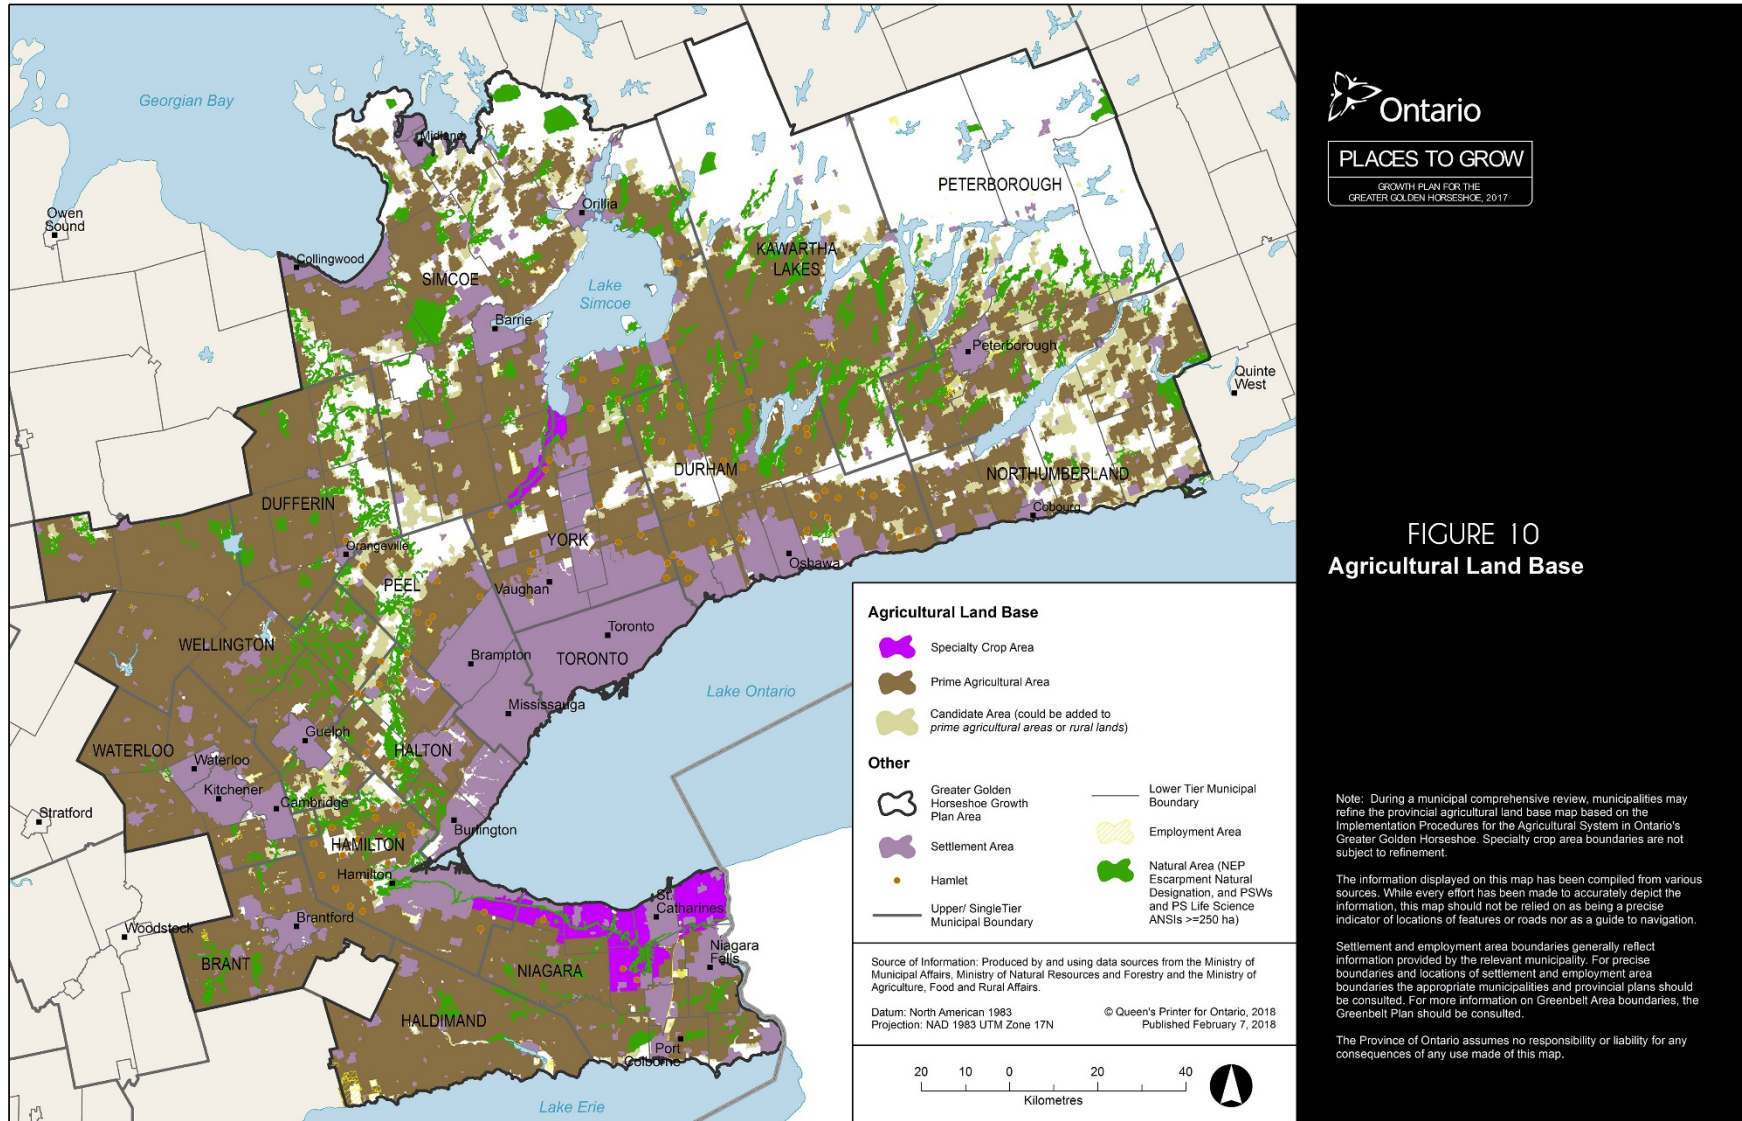 Georgian Bay
Midland
Owen
Sound
Orillia
PETERBOROUGH
Collingwood
SIMCOE
KAWARTHA
LAKES
Lake
Simcoe
Barrie
Peterborough
Quinte
West
DUFFERIN
DURHAM
NORTHUMBERLAND
Cobourg
Orangeville
YORK
Oshawa
PEEL
Vaughan
WELLINGTON
Toronto
TORONTO
Brampton
Lake Ontario
Mississauga
Guelph
HALTON
WATERLOO
Waterloo
Kitchener
Cambridge
Stratford
Burlington
HAMILTON
Hamilton
Woodstock
Brantford
St.
Catharines
Niagara
Falls
BRANT
NIAGARA
HALDIMAND
Port
Colborne
Lake Erie
Agricultural Land Base
Specialty Crop Area
Prime Agricultural Area
Candidate Area (could be added to
prime agricultural areas or rural lands)
Other
Greater Golden
Horseshoe Growth
Plan Area
Settlement Area
Hamlet
Upper/ SingleTier
Municipal Boundary
Lower Tier Municipal
Boundary
Employment Area
Natural Area (NEP
Escarpment Natural
Designation, and PSWs
and PS Life Science
ANSIs >=250 ha)
Source of Information: Produced by and using data sources from the Ministry of
Municipal Affairs, Ministry of Natural Resources and Forestry and the Ministry of
Agriculture, Food and Rural Affairs.
Datum: North American 1983
Projection: NAD 1983 UTM Zone 17N
© Queen's Printer for Ontario, 2018
Published February 7, 2018
20 10 0 20 40
Kilometres
Ontario
PLACES TO GROW
GROWTH PLAN FOR THE
GREATER GOLDEN HORSESHOE, 2017
FIGURE 10
Agricultural Land Base
Note: During a municipal comprehensive review, municipalities may
refine the provincial agricultural land base map based on the
Implementation Procedures for the Agricultural System in Ontario's
Greater Golden Horseshoe. Specialty crop area boundaries are not
subject to refinement.
The information displayed on this map has been compiled from various
sources. While every effort has been made to accurately depict the
information, this map should not be relied on as being a precise
indicator of locations of features or roads nor as a guide to navigation.
Settlement and employment area boundaries generally reflect
information provided by the relevant municipality. For precise
boundaries and locations of settlement and employment area
boundaries the appropriate municipalities and provincial plans should
be consulted. For more information on Greenbelt Area boundaries, the
Greenbelt Plan should be consulted.
The Province of Ontario assumes no responsibility or liability for any
consequences of any use made of this map.